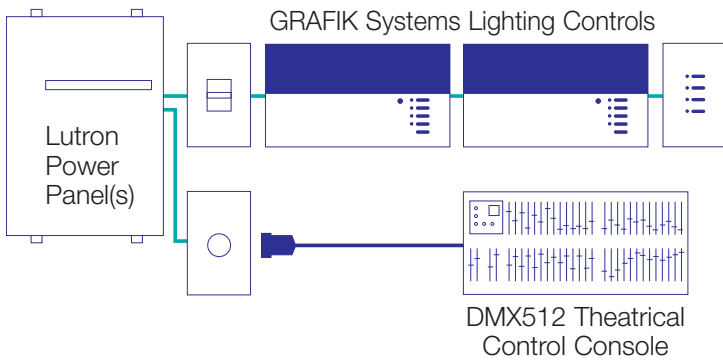 GRAFIK Systems Lighting Controls
Lutron
Power
Panel(s)
DMX512 Theatrical
Control Console